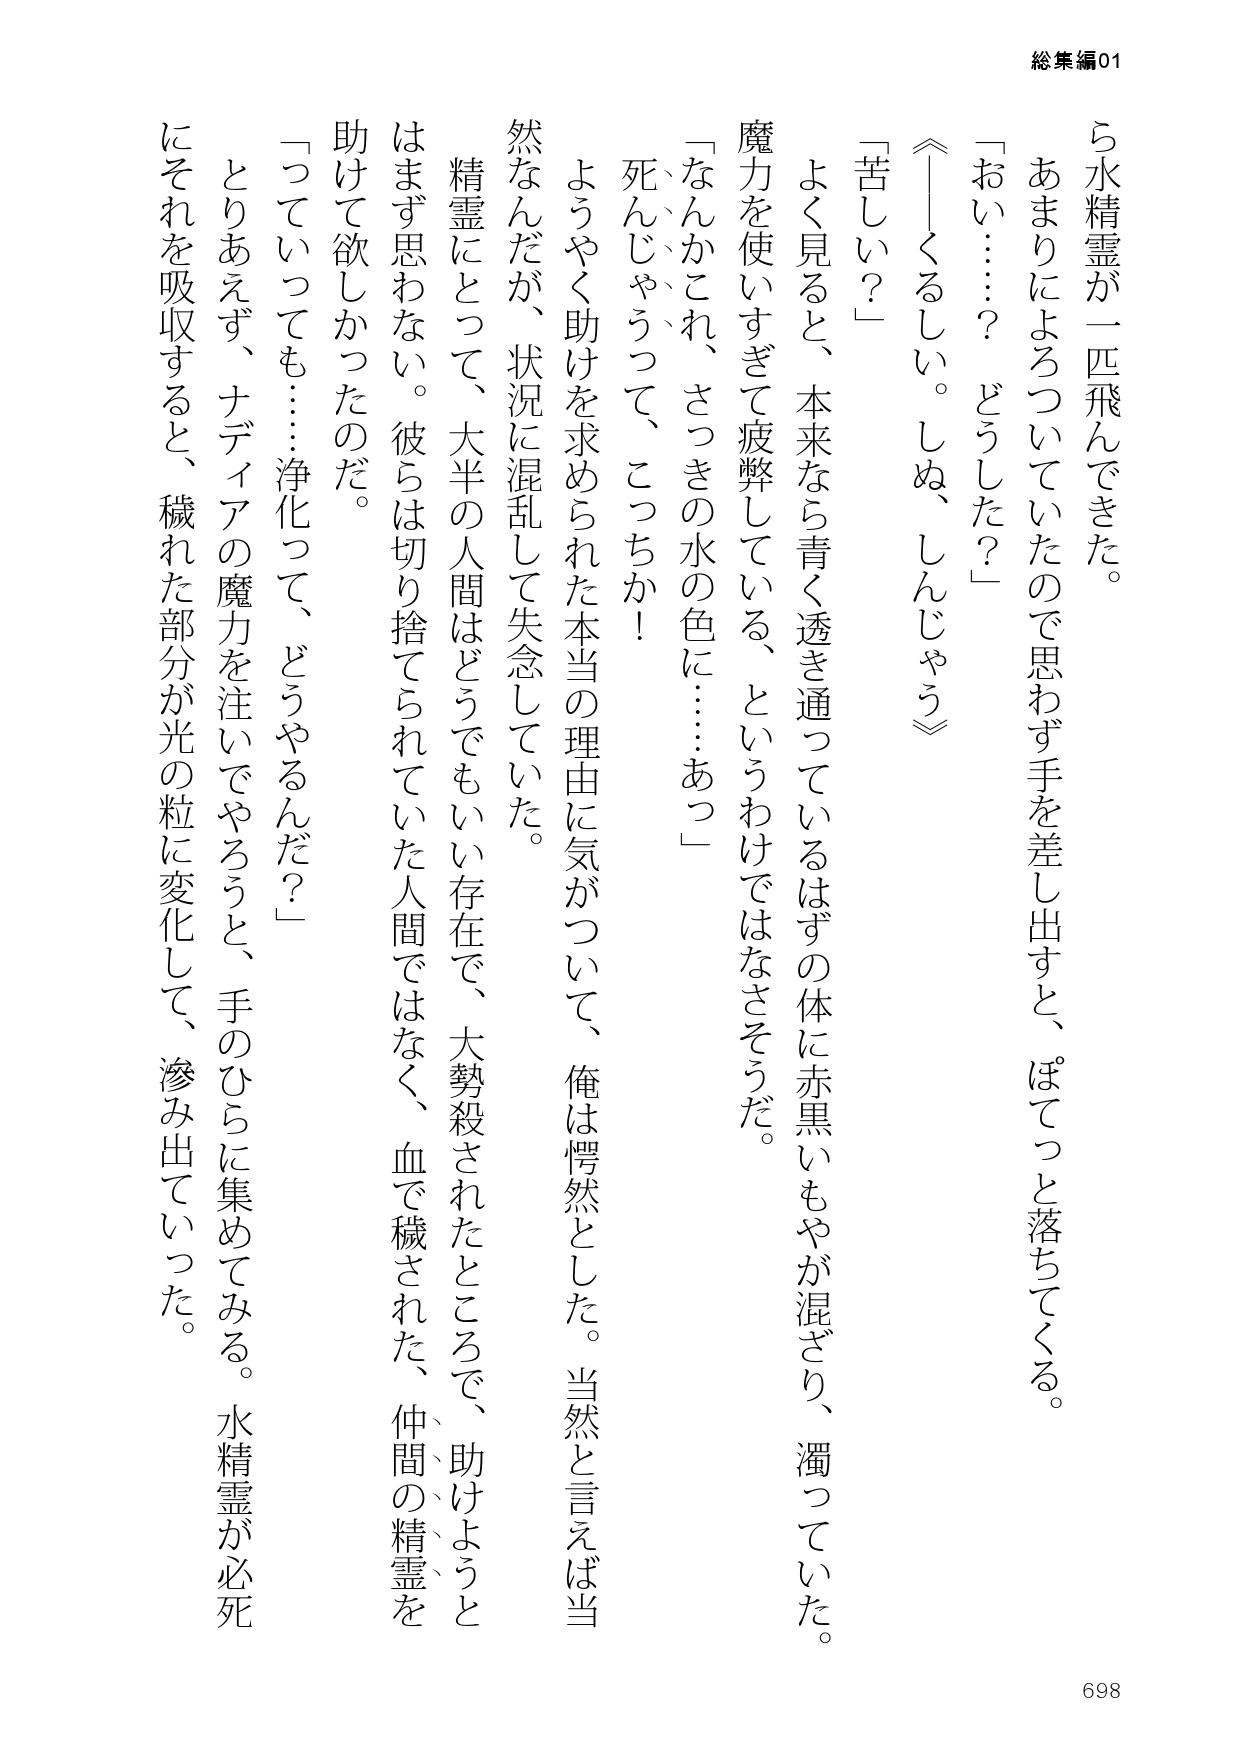 総集編01
ら水精霊が一匹飛んできた。
　あまりによろついていたので思わず手を差し出すと、ぽてっと落ちてくる。
「おい……？　どうした？」
《――くるしい。しぬ、しんじゃう》
「苦しい？」
　よく見ると、本来なら青く透き通っているはずの体に赤黒いもやが混ざり、濁っていた。
魔力を使いすぎて疲弊している、というわけではなさそうだ。
「なんかこれ、さっきの水の色に……あっ」
　死んじゃうって、こっちか！
　ようやく助けを求められた本当の理由に気がついて、俺は愕然とした。当然と言えば当
然なんだが、状況に混乱して失念していた。
　精霊にとって、大半の人間はどうでもいい存在で、大勢殺されたところで、助けようと
はまず思わない。彼らは切り捨てられていた人間ではなく、血で穢された、仲間の精霊を
助けて欲しかったのだ。
「っていっても……浄化って、どうやるんだ？」
　とりあえず、ナディアの魔力を注いでやろうと、手のひらに集めてみる。水精霊が必死
にそれを吸収すると、穢れた部分が光の粒に変化して、滲み出ていった。
698